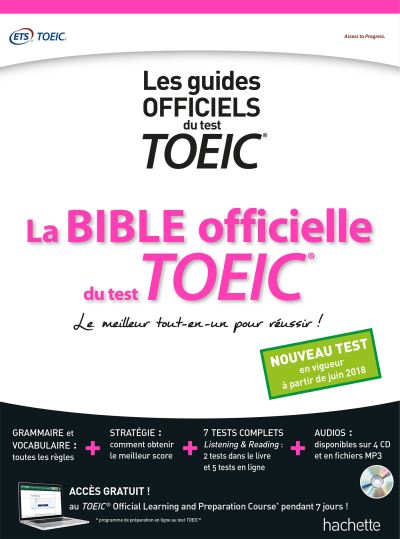 ETS TOEIC®
Access to Progress.
Les guides
OFFICIELS
du test
TOEIC®
La BIBLE officielle
du test TOEIC®
Le meilleur tout-en-un pour réussir !
NOUVEAU TEST
en vigueur
à partir de juin 2018
GRAMMAIRE et
VOCABULAIRE :
toutes les règles
+
STRATÉGIE :
comment obtenir
le meilleur score
+
7 TESTS COMPLETS
Listening & Reading :
2 tests dans le livre
et 5 tests en ligne
+
AUDIOS :
disponibles sur 4 CD
et en fichiers MP3
ACCÈS GRATUIT !
au TOEIC® Official Learning and Preparation Course* pendant 7 jours !
* programme de préparation en ligne au test TOEIC®
hachette